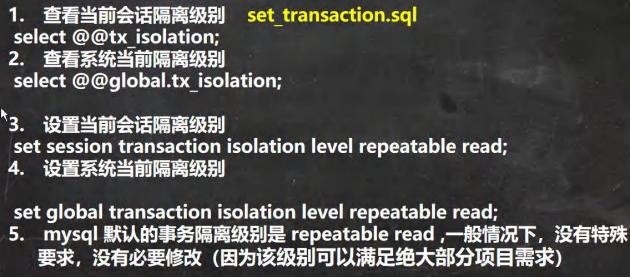 1. 查看当前会话隔离级别 set_transaction.sql
select @@tx_isolation;
2. 查看系统当前隔离级别
select @@global.tx_isolation;
3. 设置当前会话隔离级别
set session transaction isolation level repeatable read;
4. 设置系统当前隔离级别
set global transaction isolation level repeatable read;
5. mysql 默认的事务隔离级别是 repeatable read ,一般情况下，没有特殊
要求，没有必要修改（因为该级别可以满足绝大部分项目需求）